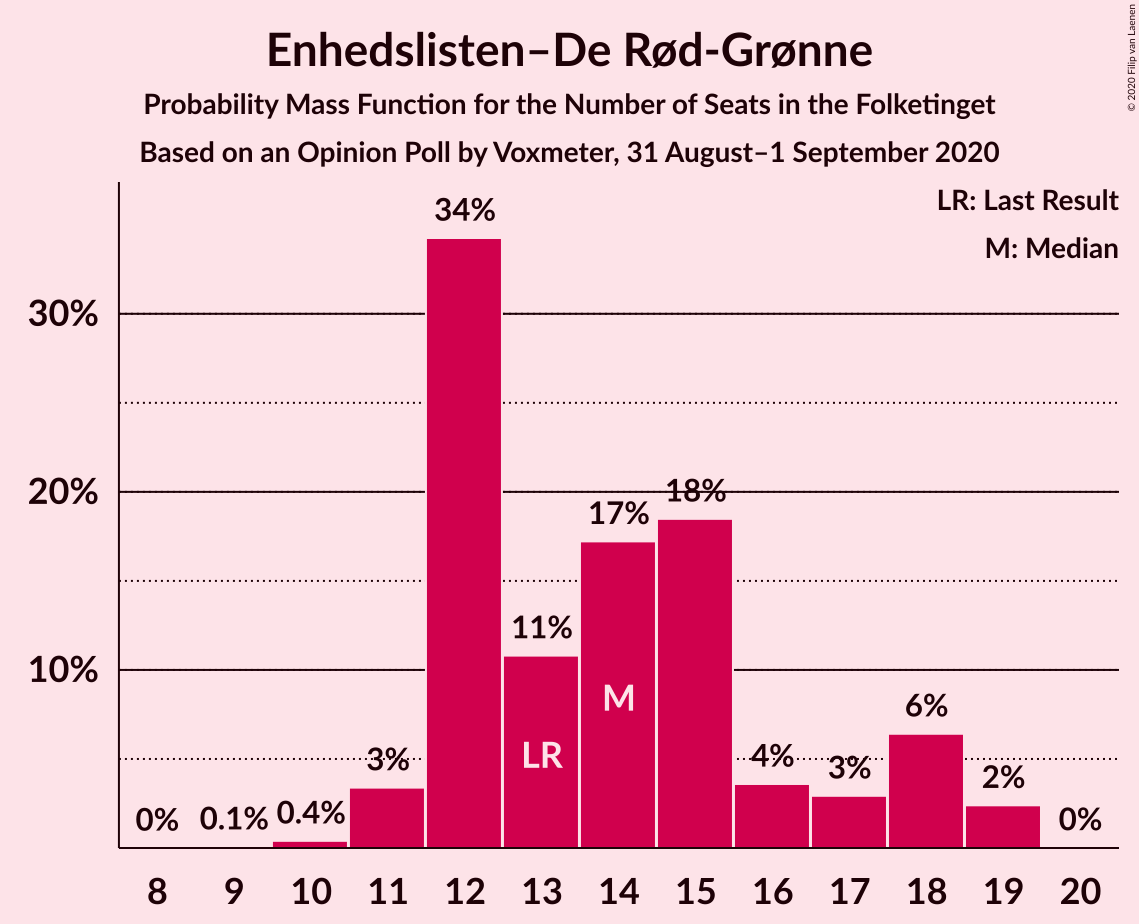 Enhedslisten–De Rød-Grønne
Probability Mass Function for the Number of Seats in the Folketinget
Based on an Opinion Poll by Voxmeter, 31 August–1 September 2020
© 2020 Filip van Laenen
LR: Last Result
M: Median
34%
30%
20%
18%
17%
11%
10%
M
6%
LR
4%
3%
3%
2%
0%
0.1%
0.4%
0%
8 9 10 11 12 13 14 15 16 17 18 19 20